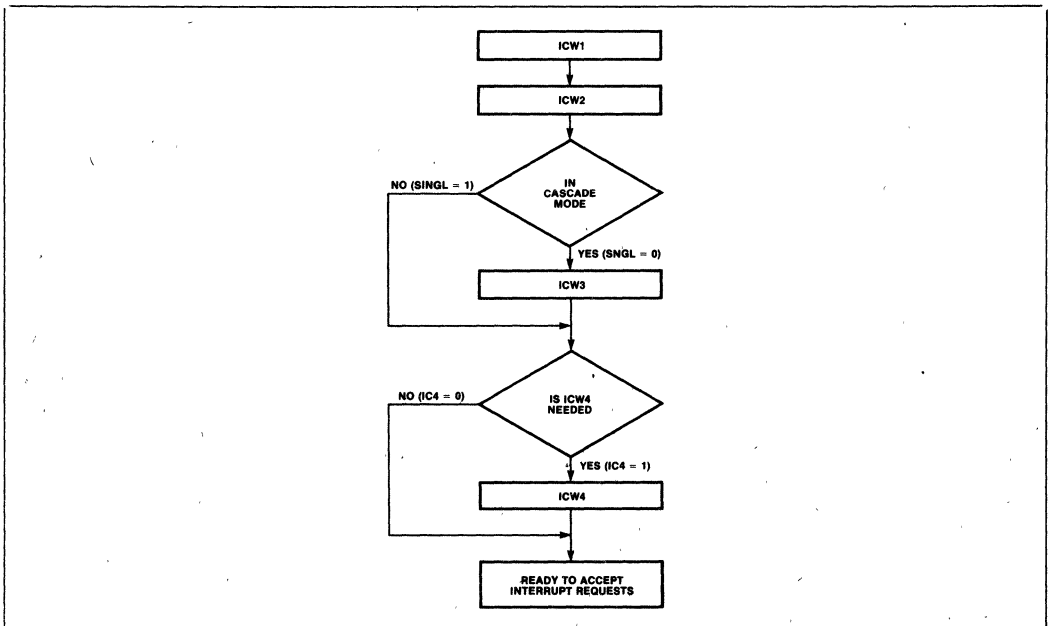 ICW1
ICW2
IN
CASCADE
MODE
NO (SINGL = 1)
YES (SNGL = 0)
ICW3
IS ICW4
NEEDED
NO (IC4 = 0)
YES (IC4 = 1)
ICW4
READY TO ACCEPT
INTERRUPT REQUESTS